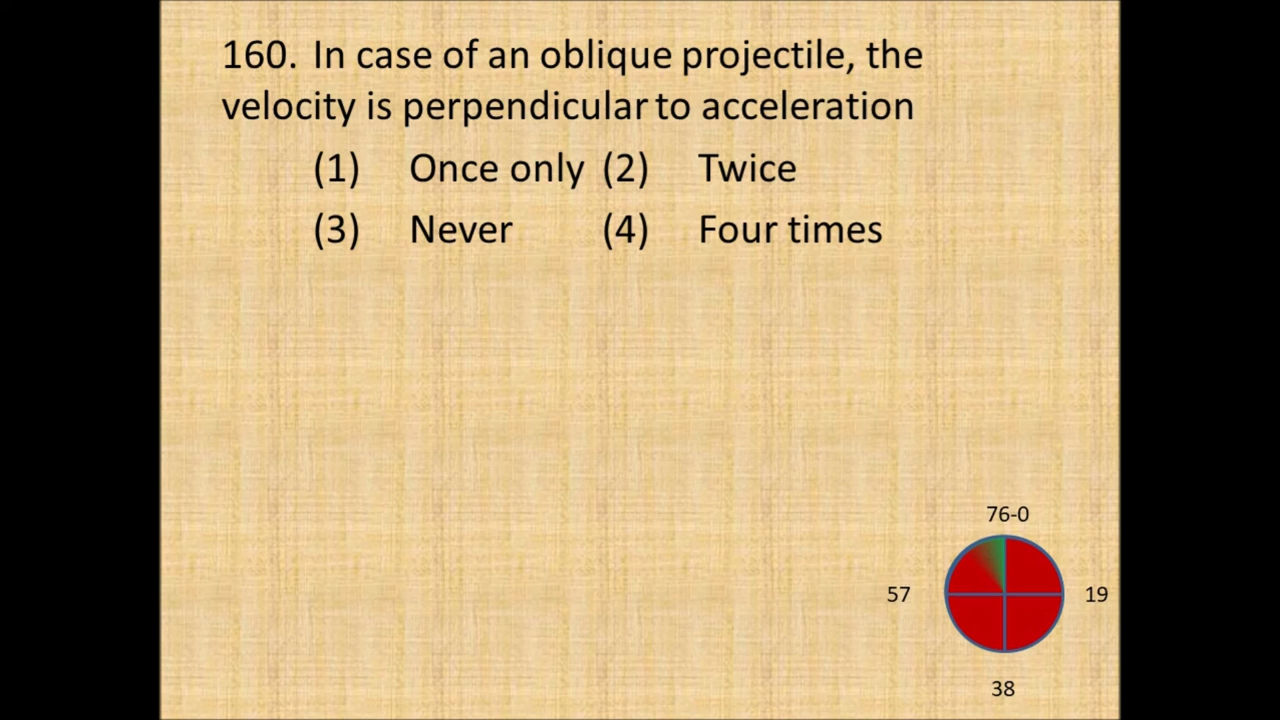 160. In case of an oblique projectile, the
velocity is perpendicular to acceleration
(1) Once only (2) Twice
(3) Never (4) Four times
76-0
57 19
38